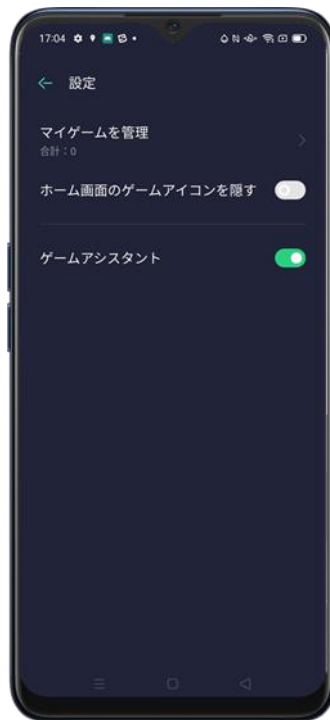 17:04
設定
マイゲームを管理
合計：0
ホーム画面のゲームアイコンを隠す
ゲームアシスタント